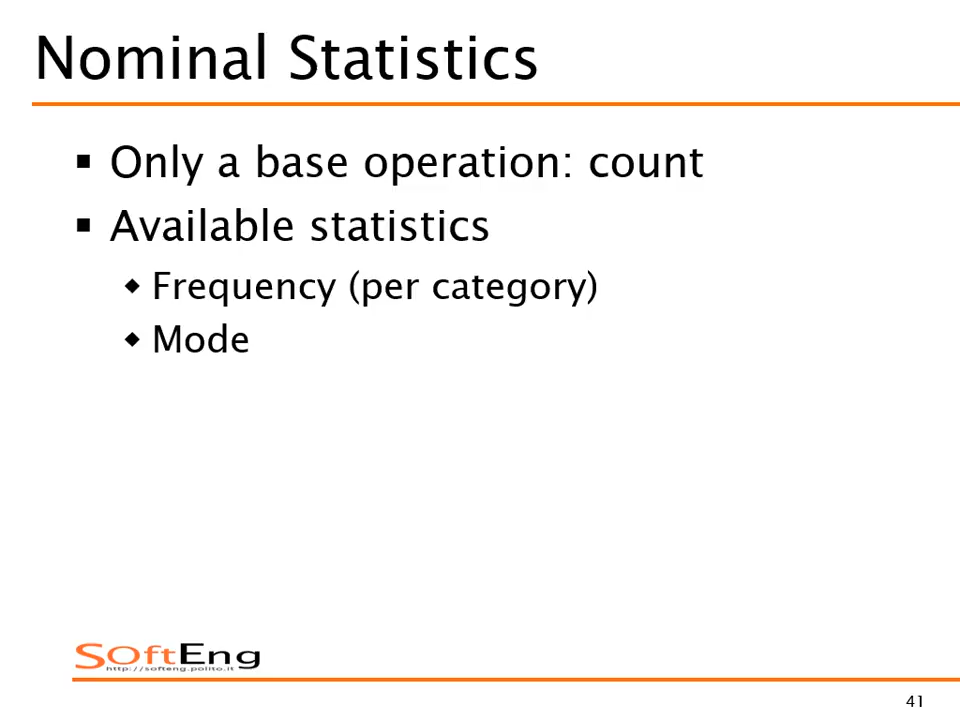 Nominal Statistics
▪ Only a base operation: count
▪ Available statistics
◆ Frequency (per category)
◆ Mode
SOftEng
http://softeng.polito.it
41